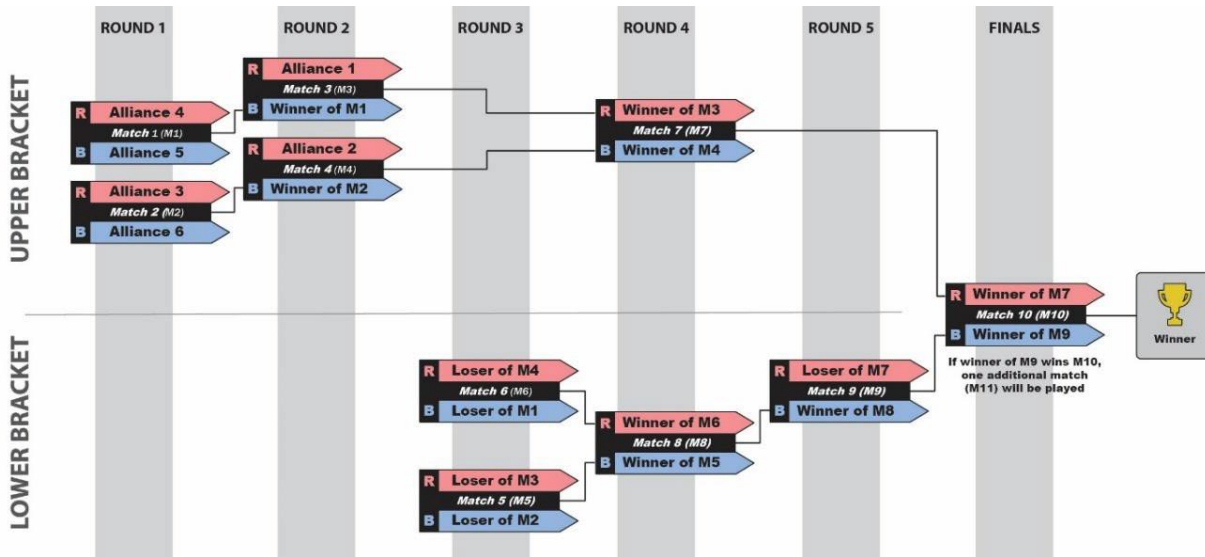 ROUND 1
ROUND 2
ROUND 3
ROUND 4
ROUND 5
FINALS
UPPER BRACKET
R Alliance 4
Match 1 (M1)
B Alliance 5
R Alliance 3
Match 2 (M2)
B Alliance 6
R Alliance 1
Match 3 (M3)
B Winner of M1
R Alliance 2
Match 4 (M4)
B Winner of M2
R Winner of M3
Match 7 (M7)
B Winner of M4
R Winner of M7
Match 10 (M10)
B Winner of M9
If winner of M9 wins M10,
one additional match
(M11) will be played
Winner
LOWER BRACKET
R Loser of M4
Match 6 (M6)
B Loser of M1
R Loser of M3
Match 5 (M5)
B Loser of M2
R Winner of M6
Match 8 (M8)
B Winner of M5
R Loser of M7
Match 9 (M9)
B Winner of M8